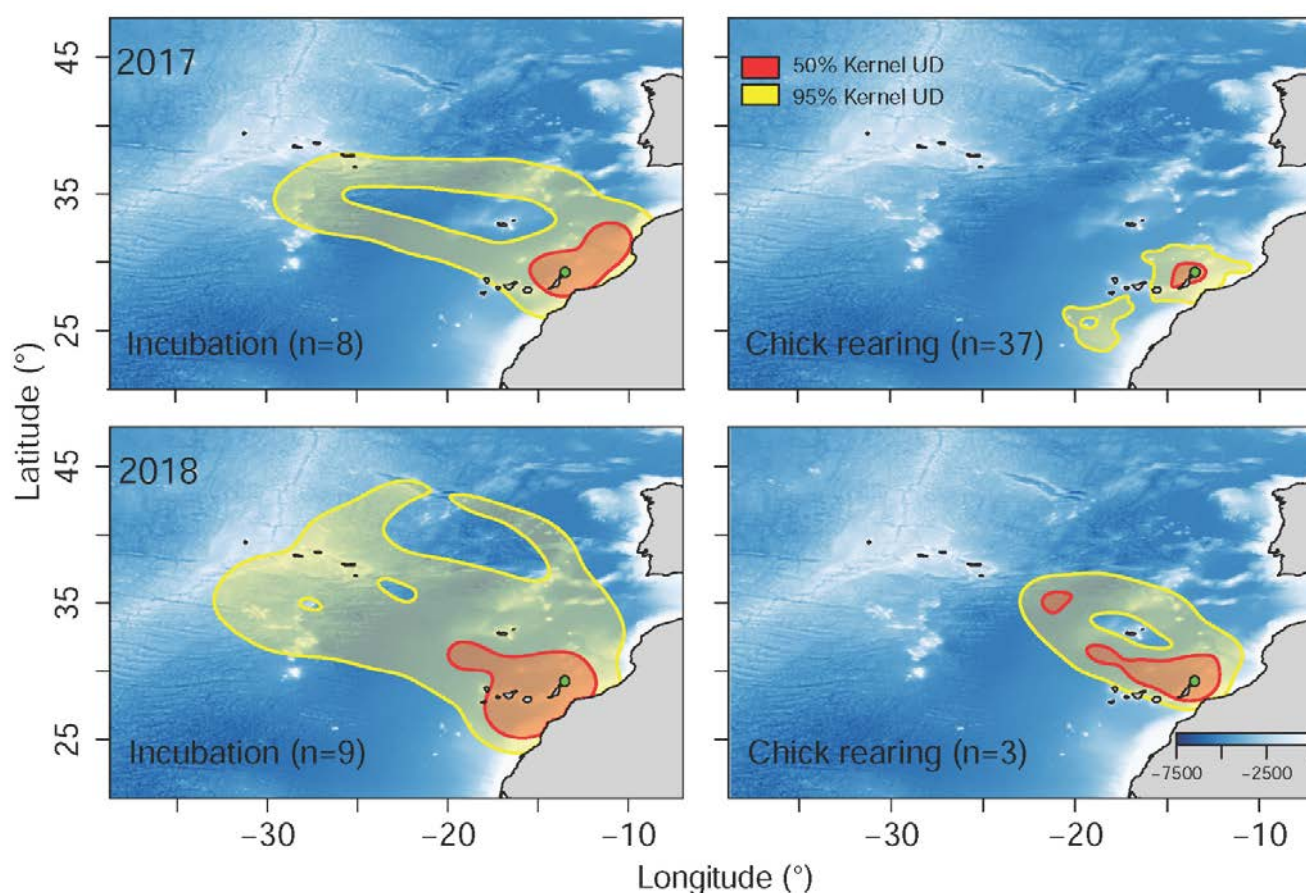 2017
50% Kernel UD
95% Kernel UD
45
35
25
Incubation (n=8)
Chick rearing (n=37)
Latitude (°)
2018
45
35
25
Incubation (n=9)
Chick rearing (n=3)
−7500
−2500
−30
−20
−10
−30
−20
−10
Longitude (°)